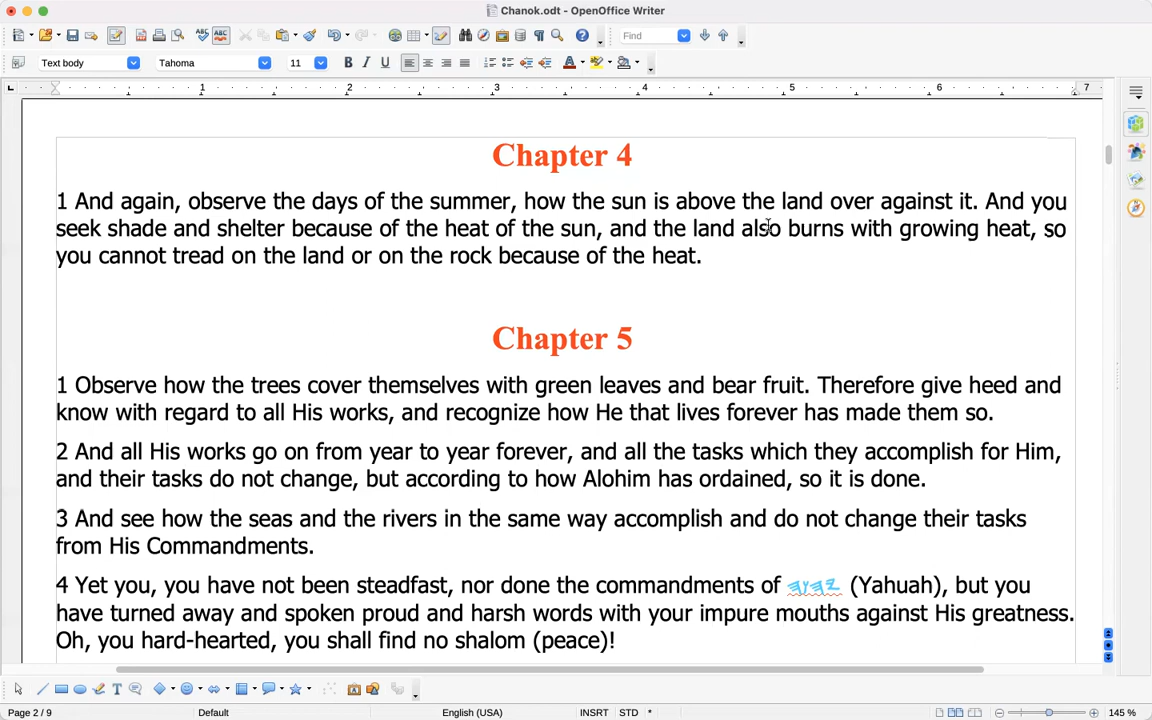 Chanok.odt - OpenOffice Writer
Find
Text body
Tahoma
11
1 2 3 4 5 6 7
Chapter 4
1 And again, observe the days of the summer, how the sun is above the land over against it. And you
seek shade and shelter because of the heat of the sun, and the land also burns with growing heat, so
you cannot tread on the land or on the rock because of the heat.
Chapter 5
1 Observe how the trees cover themselves with green leaves and bear fruit. Therefore give heed and
know with regard to all His works, and recognize how He that lives forever has made them so.
2 And all His works go on from year to year forever, and all the tasks which they accomplish for Him,
and their tasks do not change, but according to how Alohim has ordained, so it is done.
3 And see how the seas and the rivers in the same way accomplish and do not change their tasks
from His Commandments.
4 Yet you, you have not been steadfast, nor done the commandments of 𐤉𐤄𐤅𐤄 (Yahuah), but you
have turned away and spoken proud and harsh words with your impure mouths against His greatness.
Oh, you hard-hearted, you shall find no shalom (peace)!
Page 2 / 9
Default
English (USA)
INSRT
STD
*
145 %